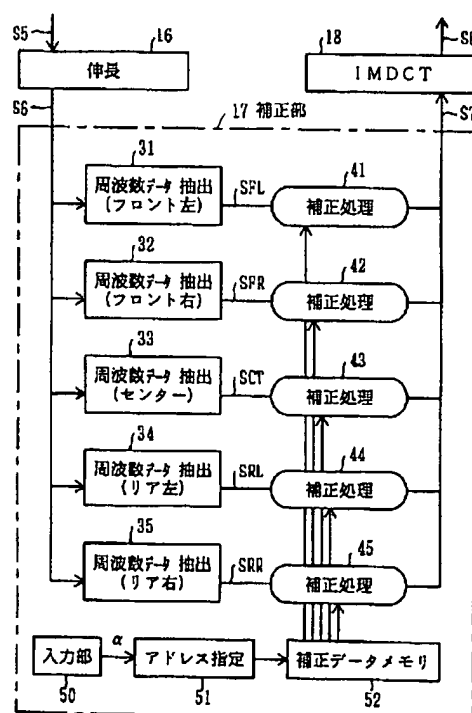 S5
16
18
S8
伸長
IMDCT
S6
S7
17 補正部
31
周波数データ 抽出
(フロント左)
SFL
41
補正処理
32
周波数データ 抽出
(フロント右)
SFR
42
補正処理
33
周波数データ 抽出
(センター)
SCT
43
補正処理
34
周波数データ 抽出
(リア左)
SRL
44
補正処理
35
周波数データ 抽出
(リア右)
SRR
45
補正処理
入力部
α
アドレス指定
補正データメモリ
50
51
52